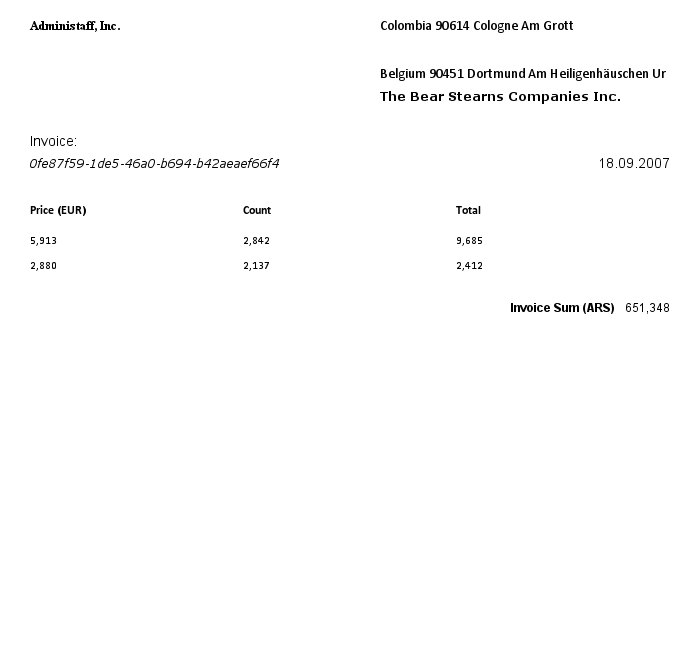 Administaff, Inc. Colombia 90614 Cologne Am Grott
Belgium 90451 Dortmund Am Heiligenhäuschen Ur
The Bear Stearns Companies Inc.
Invoice:
0fe87f59-1de5-46a0-b694-b42aeaef66f4 18.09.2007
Price (EUR) Count Total
5,913 2,842 9,685
2,880 2,137 2,412
Invoice Sum (ARS) 651,348